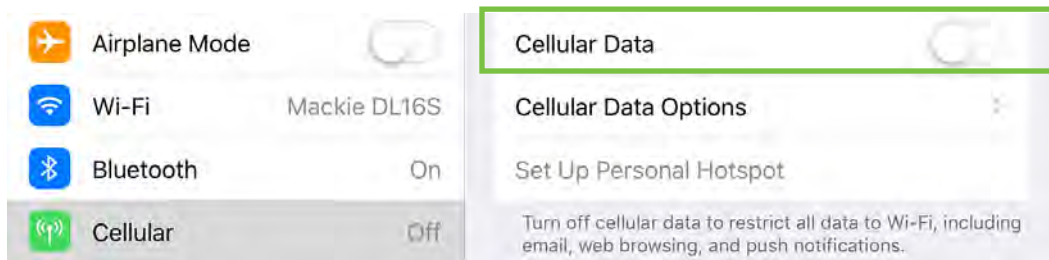 Airplane Mode
Wi-Fi Mackie DL16S
Bluetooth On
Cellular Off
Cellular Data
Cellular Data Options
Set Up Personal Hotspot
Turn off cellular data to restrict all data to Wi-Fi, including
email, web browsing, and push notifications.